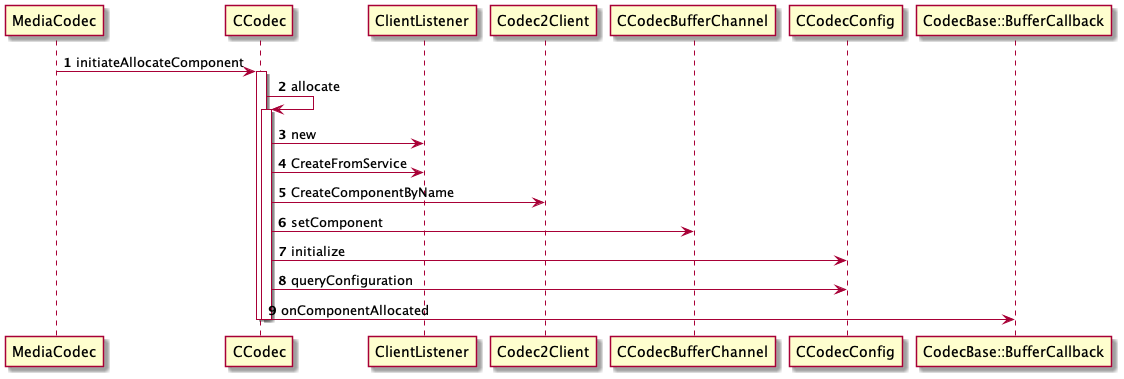 MediaCodec CCodec ClientListener Codec2Client CCodecBufferChannel CCodecConfig CodecBase::BufferCallback
1 initiateAllocateComponent
2 allocate
3 new
4 CreateFromService
5 CreateComponentByName
6 setComponent
7 initialize
8 queryConfiguration
9 onComponentAllocated
MediaCodec CCodec ClientListener Codec2Client CCodecBufferChannel CCodecConfig CodecBase::BufferCallback